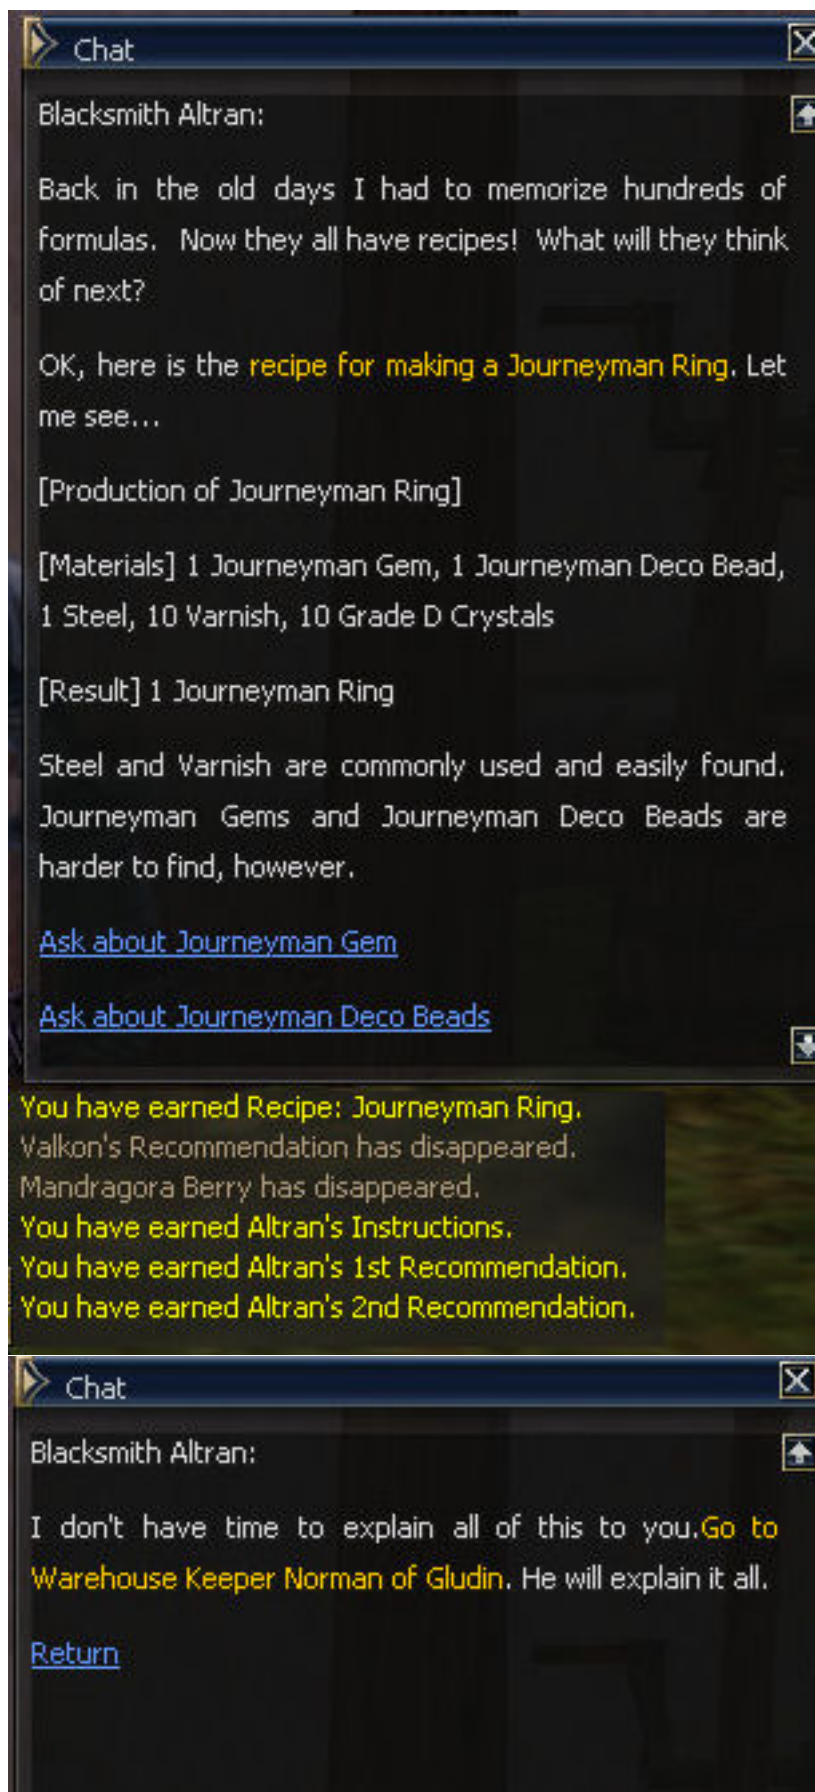 Chat
Blacksmith Altran:
Back in the old days I had to memorize hundreds of
formulas. Now they all have recipes! What will they think
of next?
OK, here is the recipe for making a Journeyman Ring. Let
me see...
[Production of Journeyman Ring]
[Materials] 1 Journeyman Gem, 1 Journeyman Deco Bead,
1 Steel, 10 Varnish, 10 Grade D Crystals
[Result] 1 Journeyman Ring
Steel and Varnish are commonly used and easily found.
Journeyman Gems and Journeyman Deco Beads are
harder to find, however.
Ask about Journeyman Gem
Ask about Journeyman Deco Beads
You have earned Recipe: Journeyman Ring.
Valkon's Recommendation has disappeared.
Mandragora Berry has disappeared.
You have earned Altran's Instructions.
You have earned Altran's 1st Recommendation.
You have earned Altran's 2nd Recommendation.
Chat
Blacksmith Altran:
I don't have time to explain all of this to you.Go to
Warehouse Keeper Norman of Gludin. He will explain it all.
Return